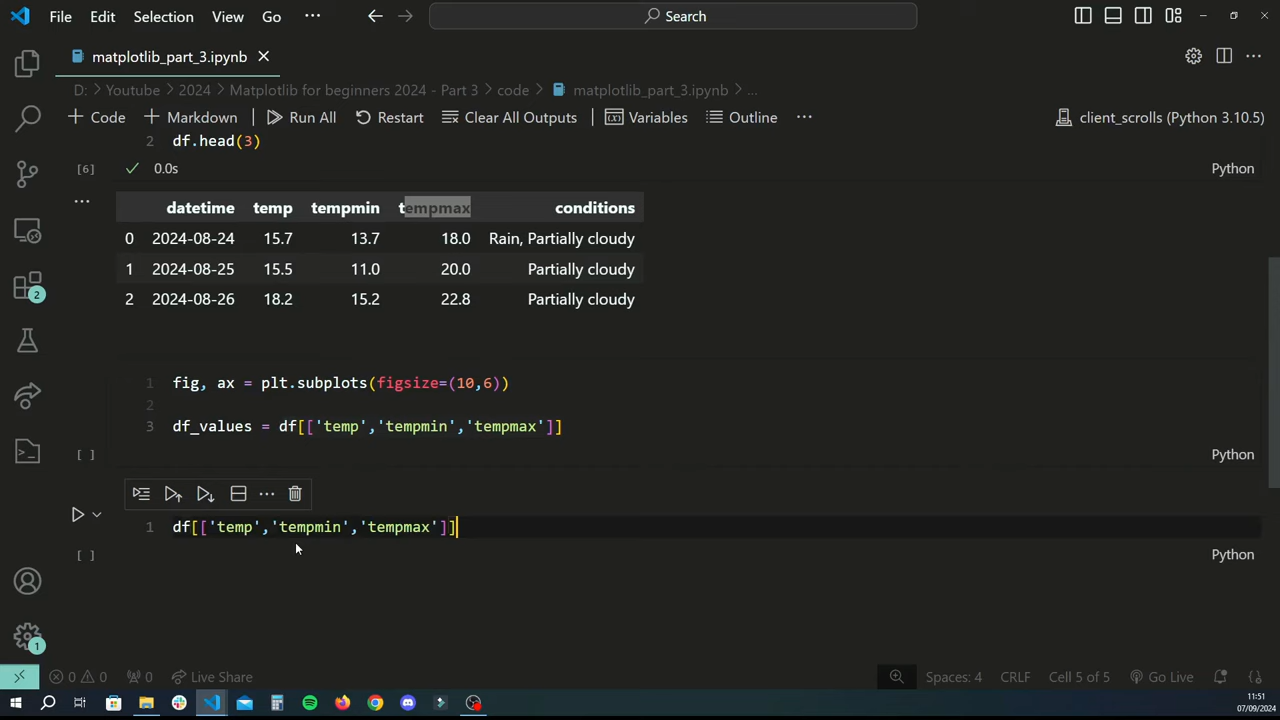 File Edit Selection View Go ··· Search
matplotlib_part_3.ipynb
D: > Youtube > 2024 > Matplotlib for beginners 2024 - Part 3 > code > matplotlib_part_3.ipynb > ...
+ Code + Markdown Run All Restart Clear All Outputs Variables Outline ··· client_scrolls (Python 3.10.5)
2 df.head(3)
[6] 0.0s Python
datetime temp tempmin tempmax conditions
0 2024-08-24 15.7 13.7 18.0 Rain, Partially cloudy
1 2024-08-25 15.5 11.0 20.0 Partially cloudy
2 2024-08-26 18.2 15.2 22.8 Partially cloudy
1 fig, ax = plt.subplots(figsize=(10,6))
2
3 df_values = df[['temp','tempmin','tempmax']]
[ ] Python
1 df[['temp','tempmin','tempmax']]
[ ] Python
2
1
0 0 0 Live Share Spaces: 4 CRLF Cell 5 of 5 Go Live
11:51
07/09/2024